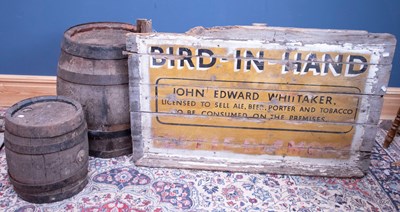 BIRD-IN-HAND
JOHN EDWARD WHITTAKER,
LICENSED TO SELL ALE, BEER, PORTER AND TOBACCO
TO BE CONSUMED ON THE PREMISES